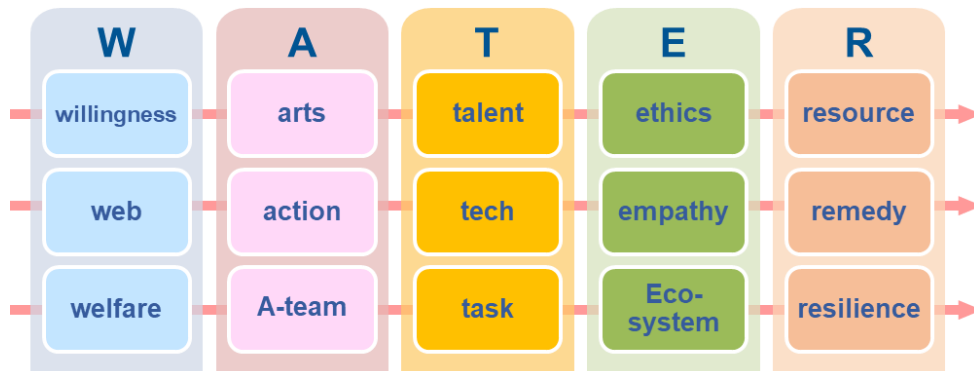 W A T E R
willingness arts talent ethics resource
web action tech empathy remedy
welfare A-team task Eco-
system resilience